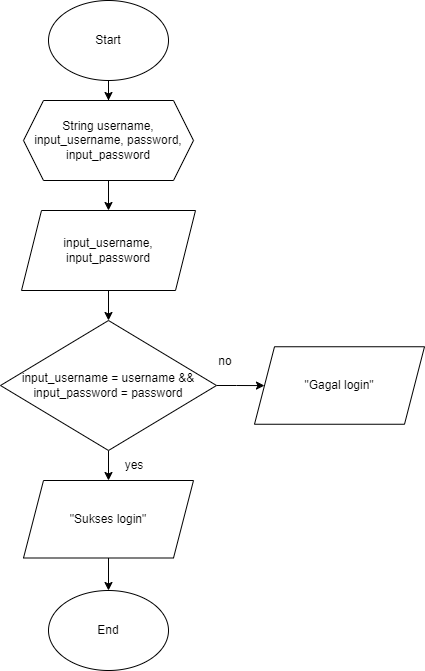 Start
String username,
input_username, password,
input_password
input_username,
input_password
input_username = username &&
input_password = password
no
"Gagal login"
yes
"Sukses login"
End